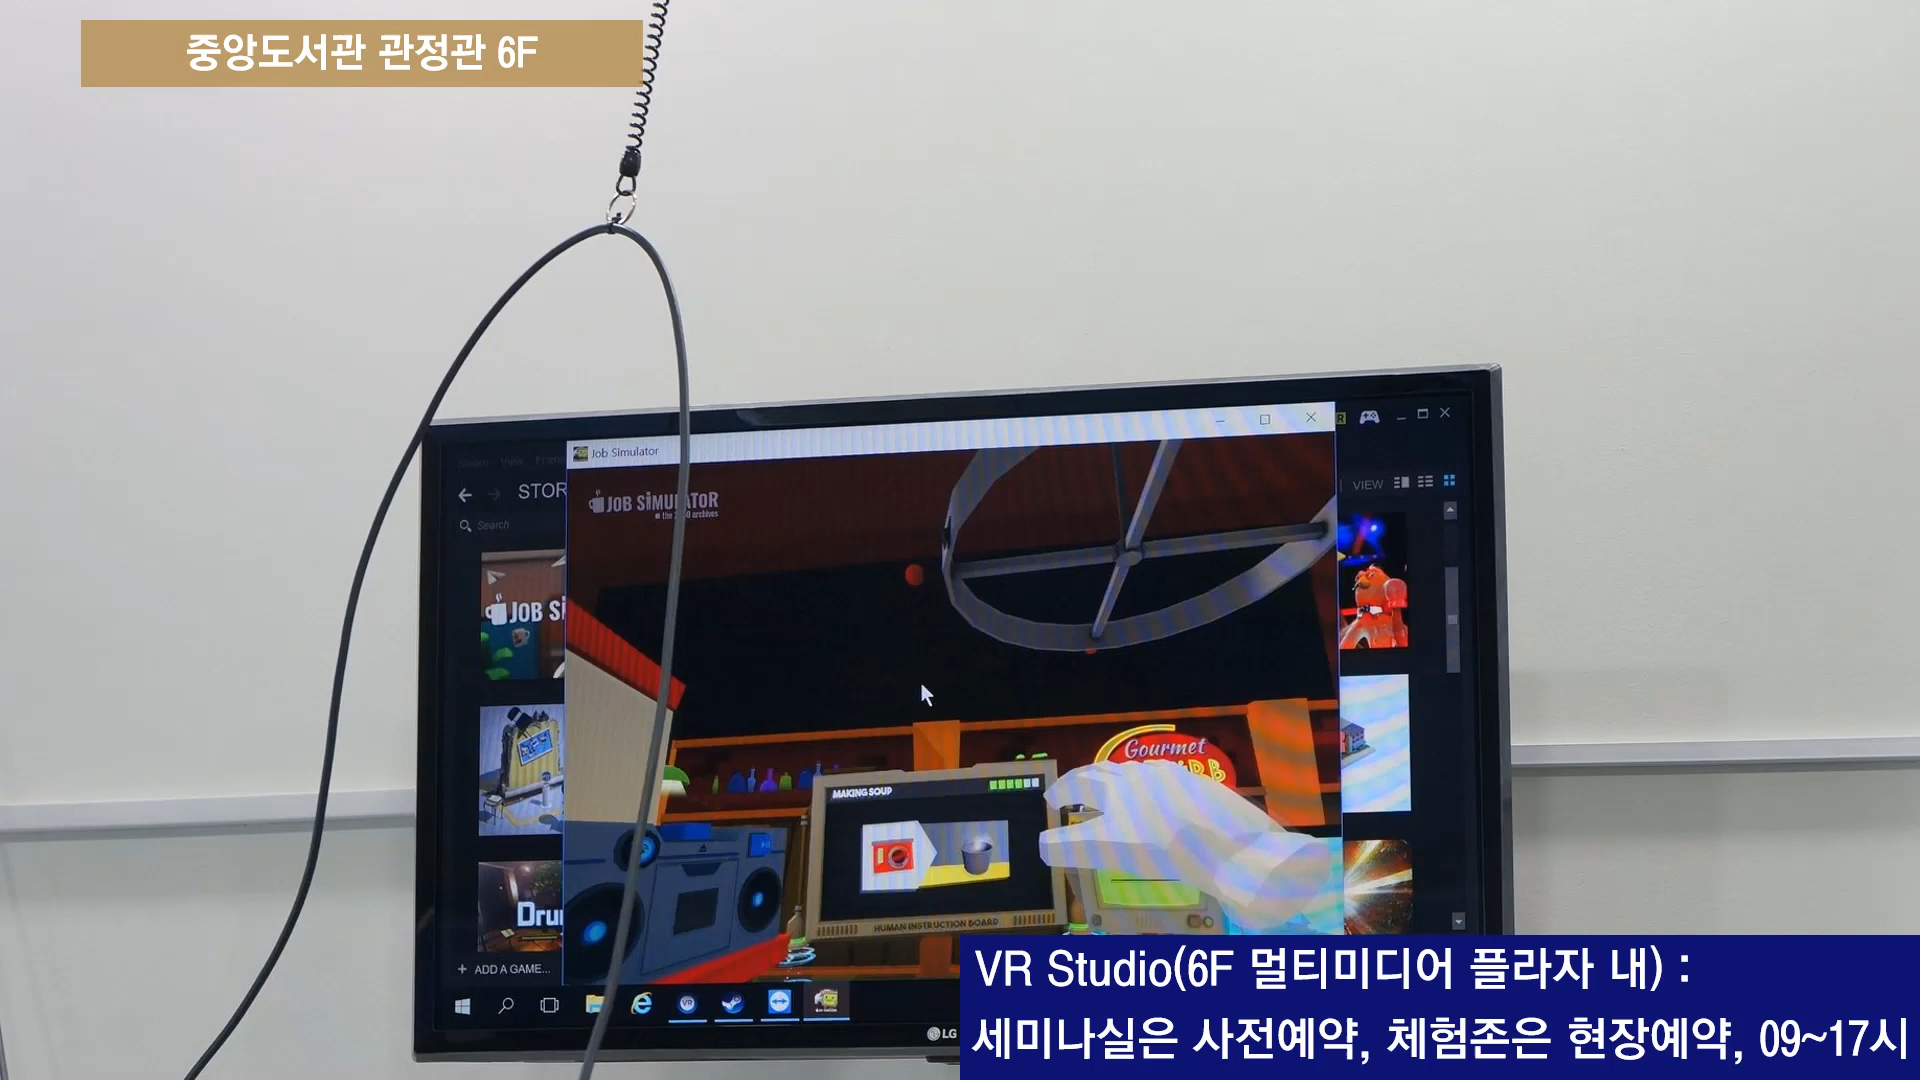 중앙도서관 관정관 6F
Job Simulator
View
STOR
VIEW
JOB SIMULATOR
Search
JOB SI
Gourmet
MAKING SOUP
Dru
HUMAN INSTRUCTION BOARD
ADD A GAME...
VR
LG
VR Studio(6F 멀티미디어 플라자 내) :
세미나실은 사전예약, 체험존은 현장예약, 09~17시